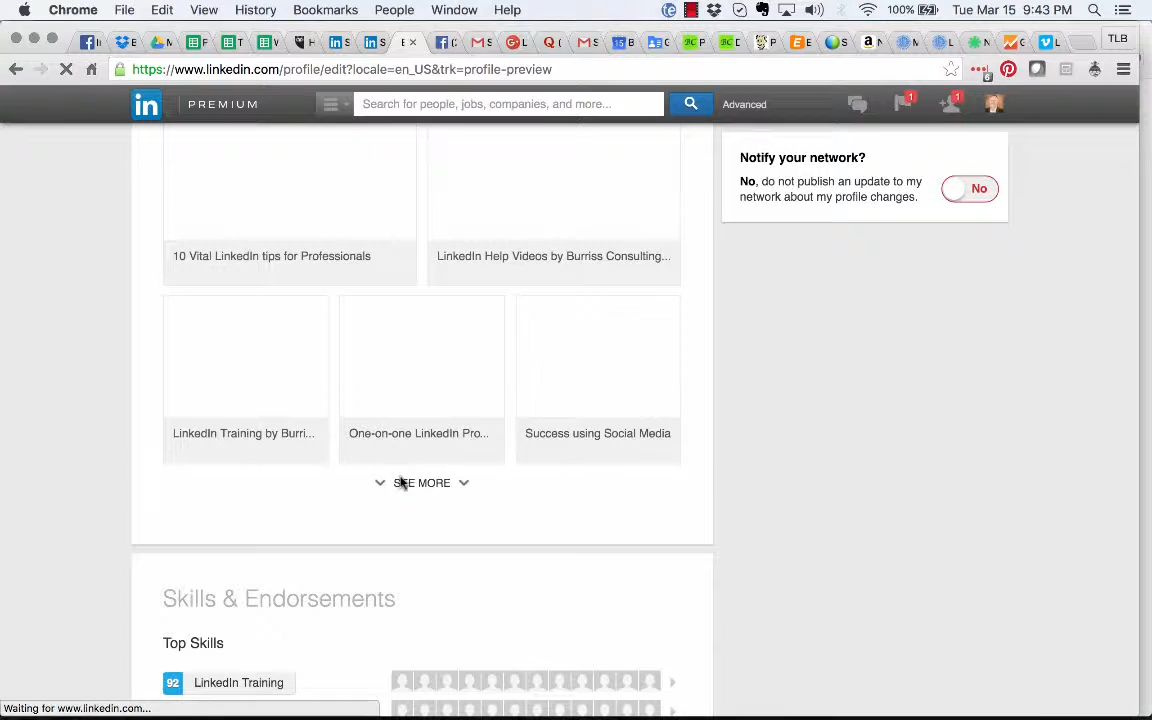 Chrome File Edit View History Bookmarks People Window Help 100% Tue Mar 15 9:43 PM
TLB
https://www.linkedin.com/profile/edit?locale=en_US&trk=profile-preview
in PREMIUM Search for people, jobs, companies, and more... Advanced 1 1
Notify your network?
No, do not publish an update to my
network about my profile changes.
No
10 Vital LinkedIn tips for Professionals LinkedIn Help Videos by Burriss Consulting...
LinkedIn Training by Burri... One-on-one LinkedIn Pro... Success using Social Media
SEE MORE
Skills & Endorsements
Top Skills
92 LinkedIn Training
Waiting for www.linkedin.com...